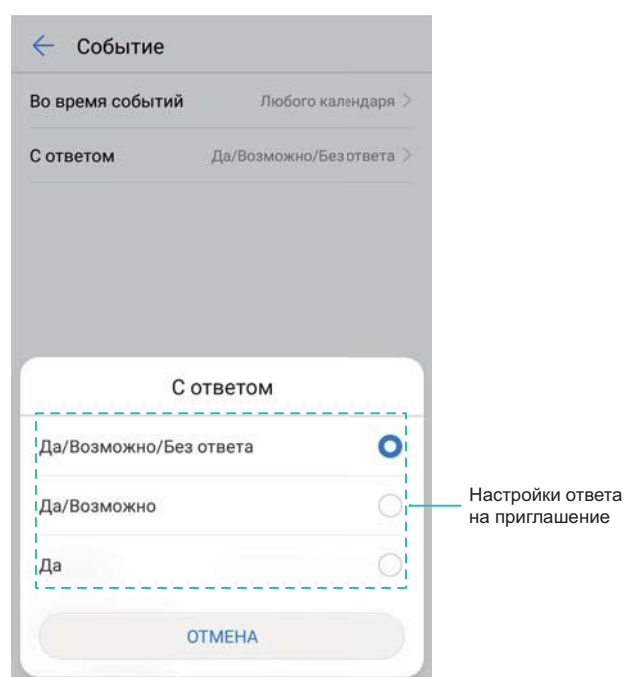 Событие
Во время событий Любого календаря
С ответом Да/Возможно/Без ответа
С ответом
Да/Возможно/Без ответа
Да/Возможно
Настройки ответа
на приглашение
Да
ОТМЕНА